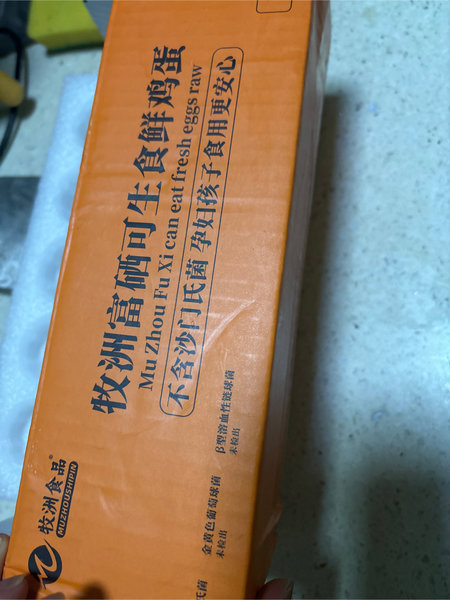 牧洲食品®
MUZHOUSHIPIN
牧洲富硒可生食鲜鸡蛋
Mu Zhou Fu Xi can eat fresh eggs raw
不含沙门氏菌 孕妇孩子食用更安心
氏菌
金黄色葡萄球菌
未检出
β型溶血性链球菌
未检出